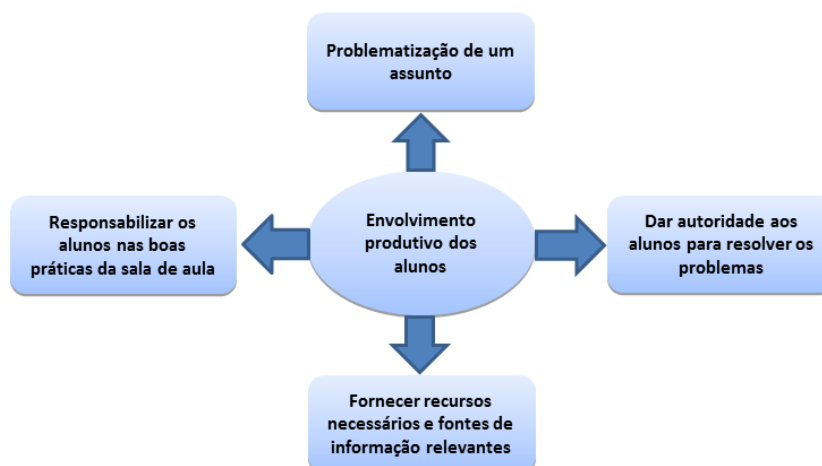 Problematização de um
assunto
Responsabilizar os
alunos nas boas
práticas da sala de aula
Envolvimento
produtivo dos
alunos
Dar autoridade aos
alunos para resolver os
problemas
Fornecer recursos
necessários e fontes de
informação relevantes